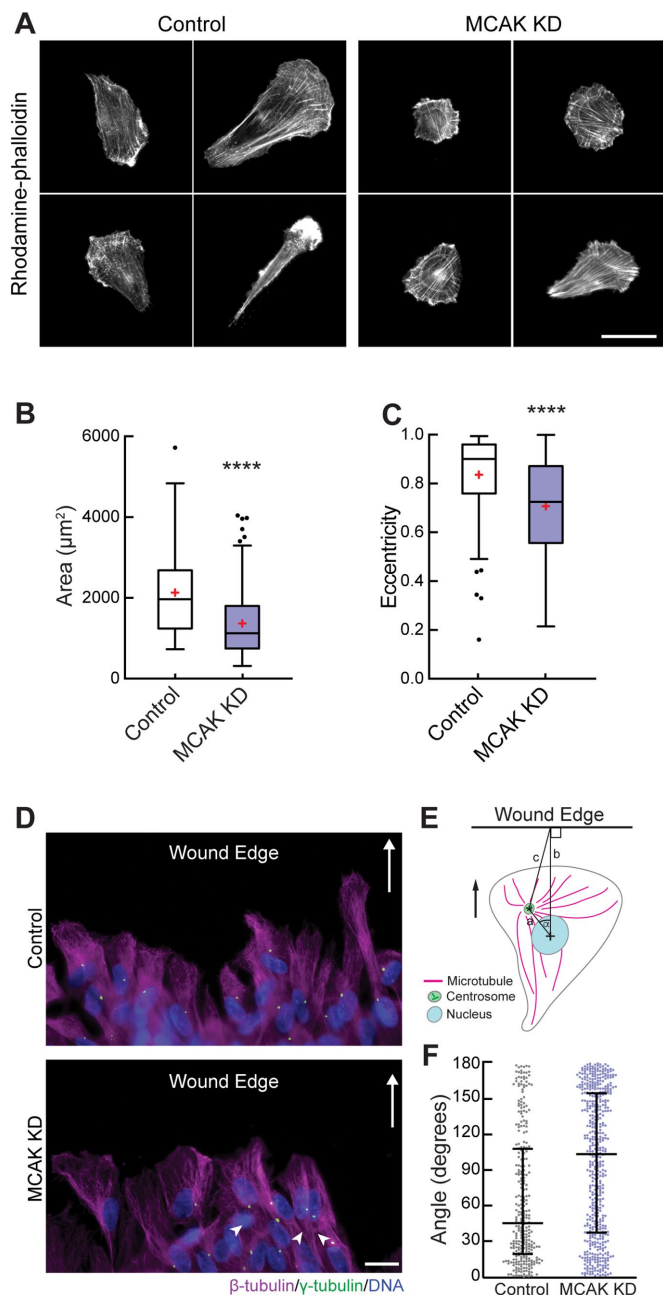 A
Control
MCAK KD
Rhodamine-phalloidin
B
Area (µm²)
6000
4000
2000
0
****
Control
MCAK KD
C
Eccentricity
1.0
0.8
0.6
0.4
0.2
0.0
****
Control
MCAK KD
D
Control
Wound Edge
MCAK KD
Wound Edge
β-tubulin/γ-tubulin/DNA
E
Wound Edge
c
b
a
α
Microtubule
Centrosome
Nucleus
F
Angle (degrees)
180
150
120
90
60
30
0
Control
MCAK KD